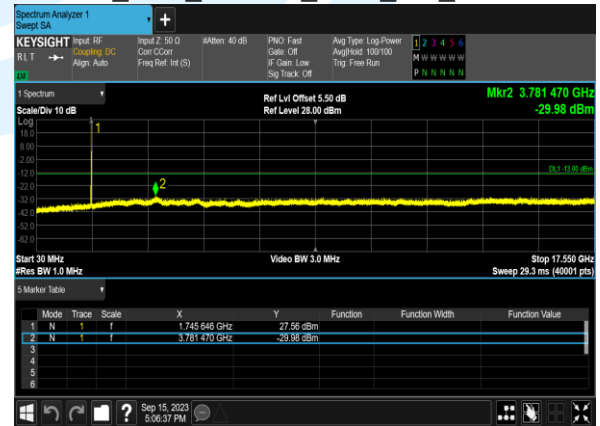 Spectrum Analyzer 1
Swept SA
KEYSIGHT
RLT
Input: RF
Coupling: DC
Align: Auto
Input Z: 50 Ω
Corr CCorr
Freq Ref: Int (S)
#Atten: 40 dB
PNO: Fast
Gate: Off
IF Gain: Low
Sig Track: Off
Avg Type: Log-Power
Avg|Hold: 100/100
Trig: Free Run
1 2 3 4 5 6
M W W W W W
P N N N N N
LV
1 Spectrum
Scale/Div 10 dB
Ref Lvl Offset 5.50 dB
Ref Level 28.00 dBm
Mkr2 3.781 470 GHz
-29.98 dBm
Log
18.0
8.00
-2.00
-12.0
-22.0
-32.0
-42.0
-52.0
-62.0
1
2
DL1 -13.00 dBm
Start 30 MHz
#Res BW 1.0 MHz
Video BW 3.0 MHz
Stop 17.550 GHz
Sweep 29.3 ms (40001 pts)
5 Marker Table
Mode Trace Scale X Y Function Function Width Function Value
1 N 1 f 1.745 646 GHz 27.56 dBm
2 N 1 f 3.781 470 GHz -29.98 dBm
3
4
5
6
?
Sep 15, 2023
5:06:37 PM